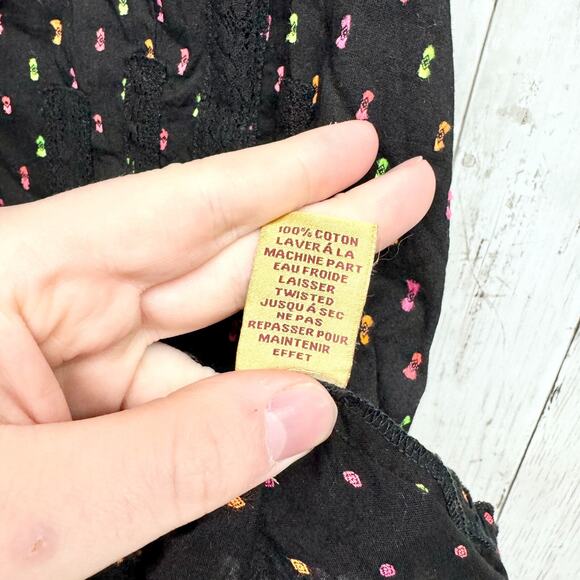 100% COTON
LAVER Á LA
MACHINE PART
EAU FROIDE
LAISSER
TWISTED
JUSQU Á SEC
NE PAS
REPASSER POUR
MAINTENIR
EFFET